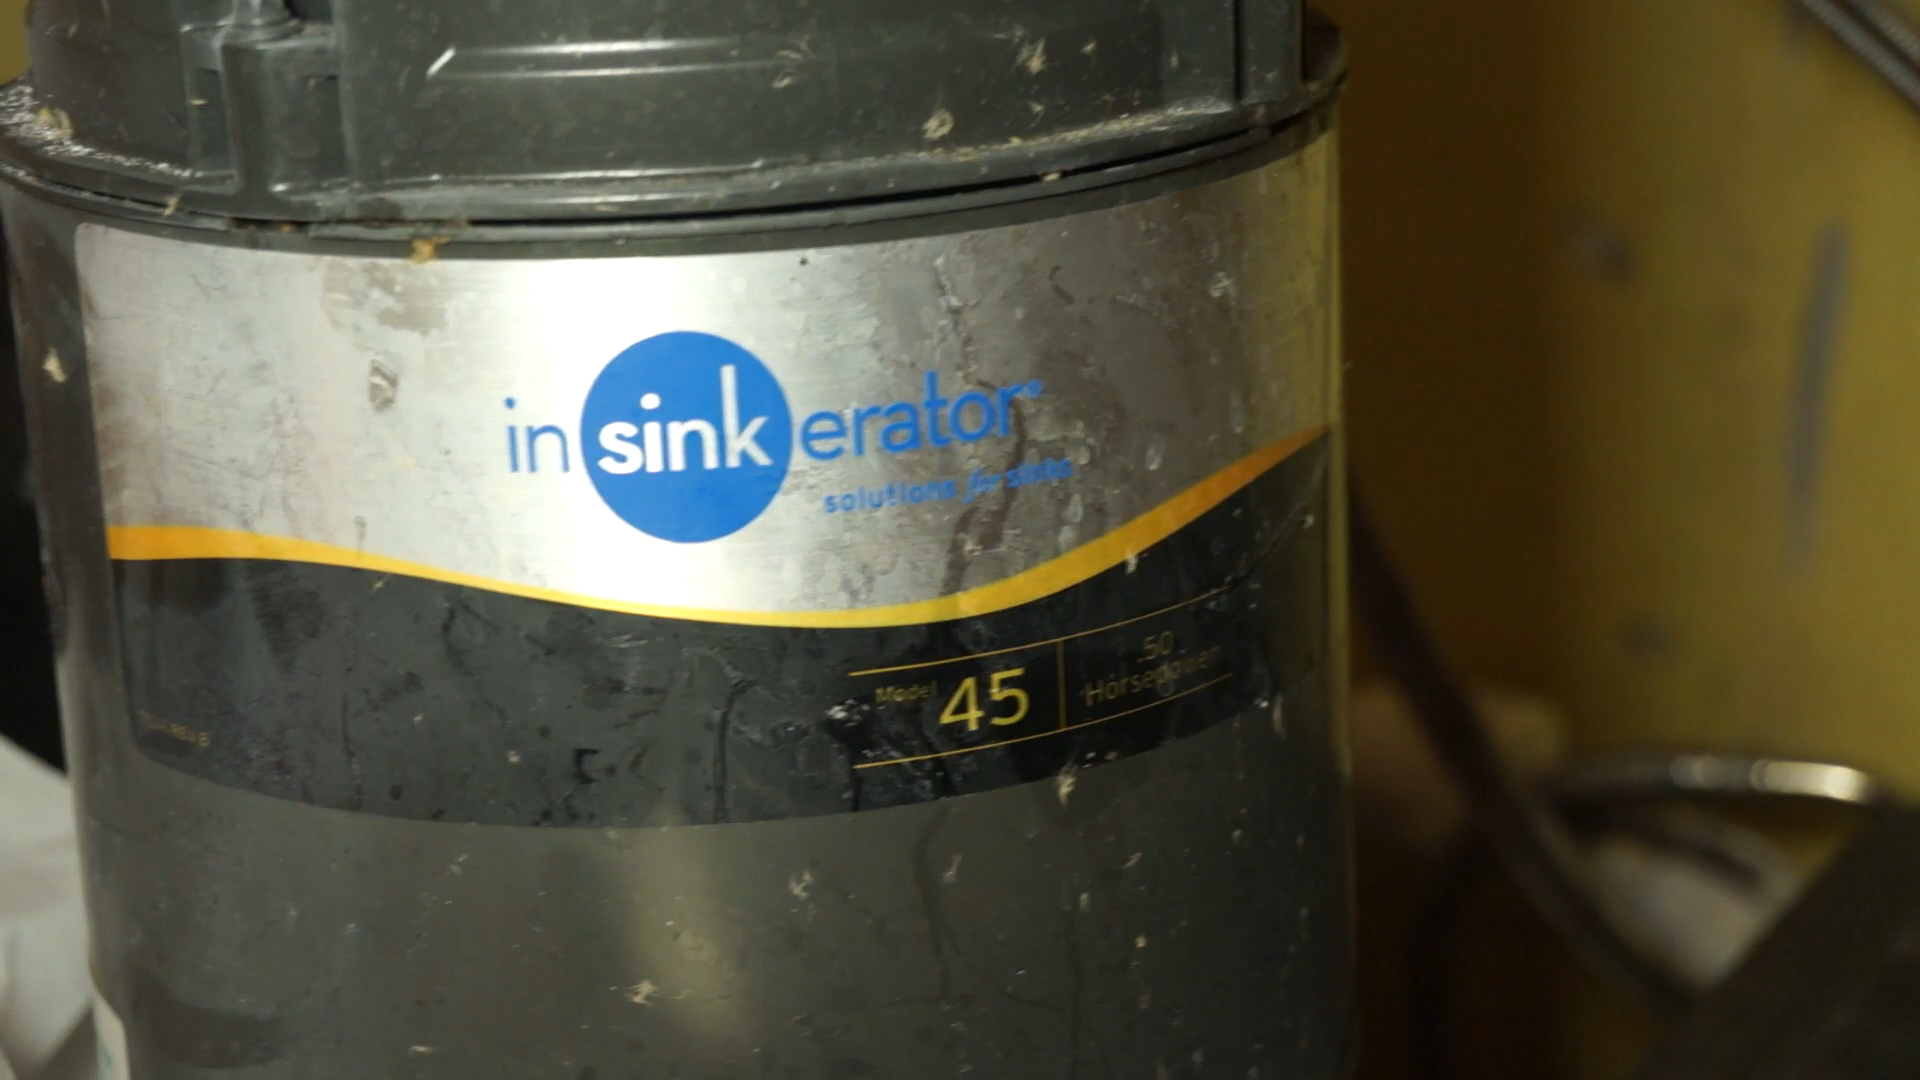 insinkerator®
solutions for sinks
Model 45
.50
Horsepower